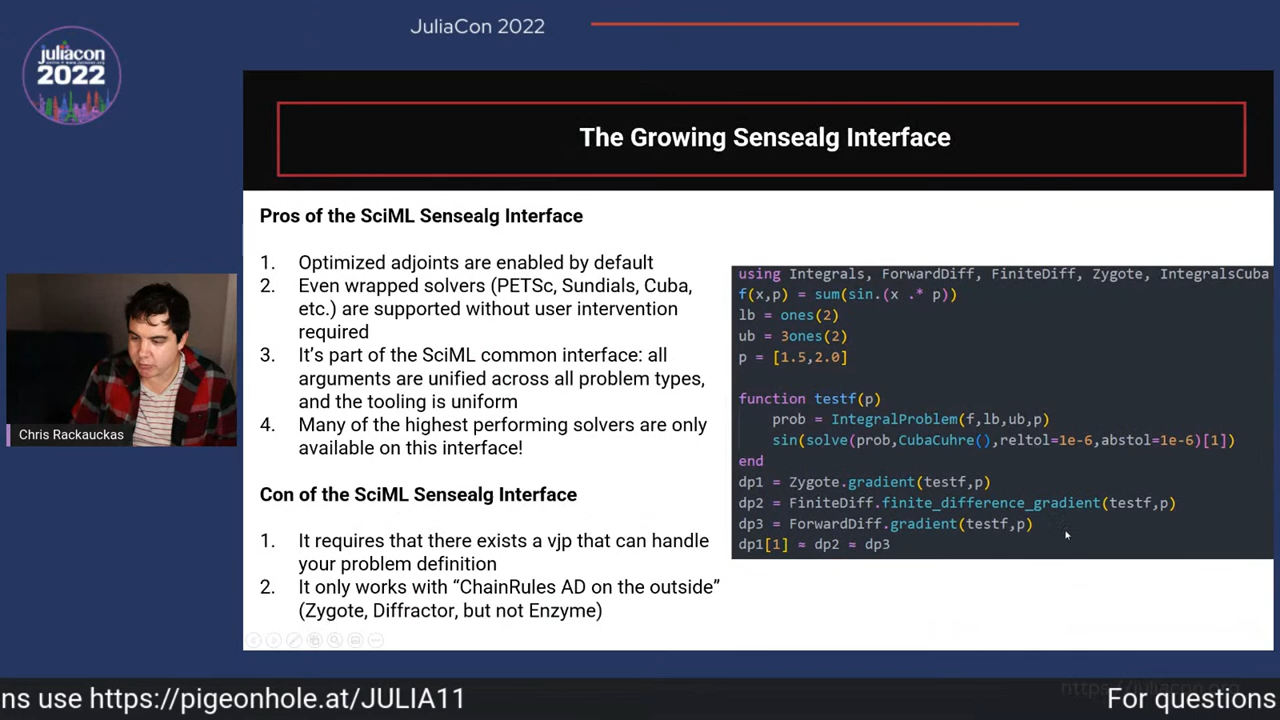 JuliaCon 2022
juliacon
2022
The Growing Sensealg Interface
Pros of the SciML Sensealg Interface
1. Optimized adjoints are enabled by default
2. Even wrapped solvers (PETSc, Sundials, Cuba,
etc.) are supported without user intervention
required
3. It's part of the SciML common interface: all
arguments are unified across all problem types,
and the tooling is uniform
4. Many of the highest performing solvers are only
available on this interface!
Con of the SciML Sensealg Interface
1. It requires that there exists a vjp that can handle
your problem definition
2. It only works with “ChainRules AD on the outside”
(Zygote, Diffractor, but not Enzyme)
using Integrals, ForwardDiff, FiniteDiff, Zygote, IntegralsCuba
f(x,p) = sum(sin.(x .* p))
lb = ones(2)
ub = 3ones(2)
p = [1.5,2.0]
function testf(p)
prob = IntegralProblem(f,lb,ub,p)
sin(solve(prob,CubaCuhre(),reltol=1e-6,abstol=1e-6)[1])
end
dp1 = Zygote.gradient(testf,p)
dp2 = FiniteDiff.finite_difference_gradient(testf,p)
dp3 = ForwardDiff.gradient(testf,p)
dp1[1] ≈ dp2 ≈ dp3
Chris Rackauckas
ns use https://pigeonhole.at/JULIA11
For questions